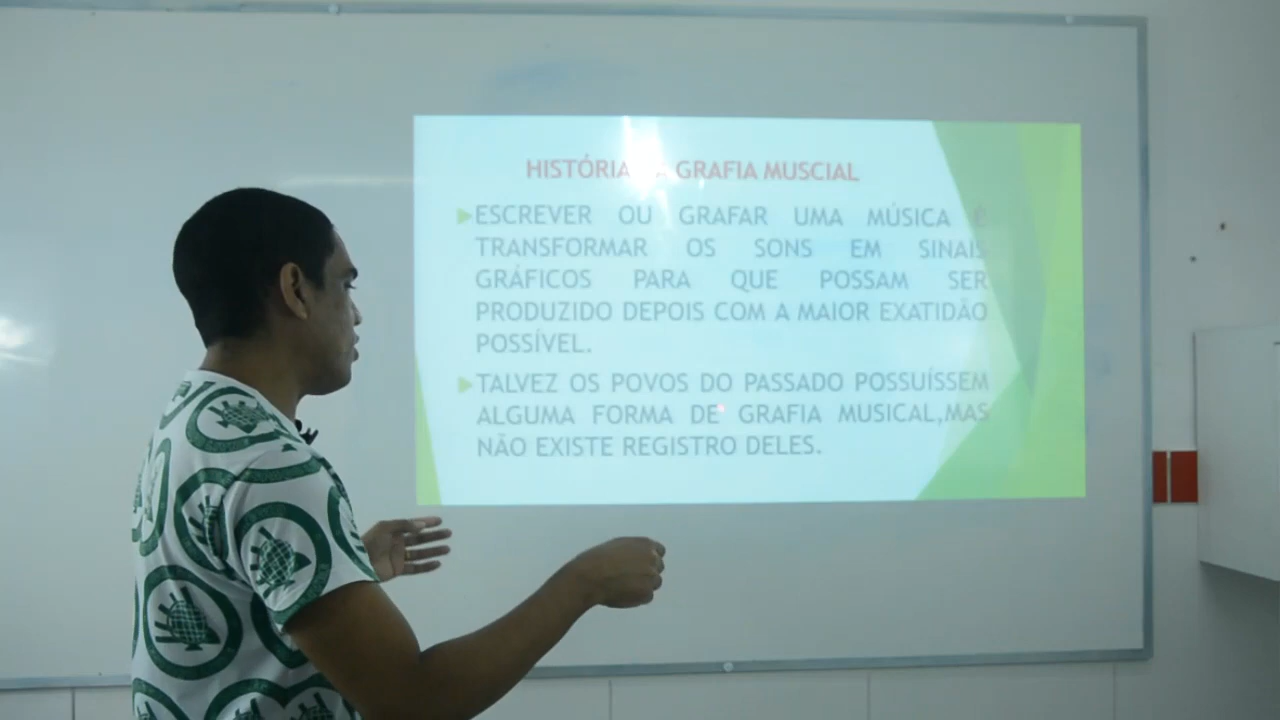 HISTÓRIA GRAFIA MUSCIAL
ESCREVER OU GRAFAR UMA MÚSICA É
TRANSFORMAR OS SONS EM SINAIS
GRÁFICOS PARA QUE POSSAM SER
PRODUZIDO DEPOIS COM A MAIOR EXATIDÃO
POSSÍVEL.
TALVEZ OS POVOS DO PASSADO POSSUÍSSEM
ALGUMA FORMA DE GRAFIA MUSICAL,MAS
NÃO EXISTE REGISTRO DELES.